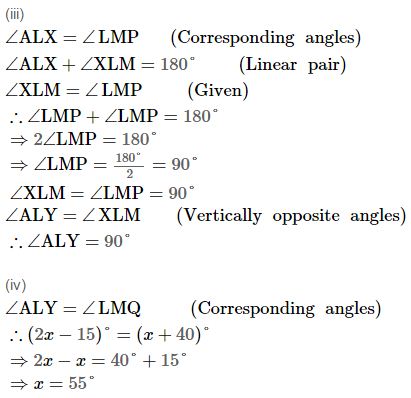 (iii)
∠ALX = ∠LMP (Corresponding angles)
∠ALX + ∠XLM = 180° (Linear pair)
∠XLM = ∠LMP (Given)
∴ ∠LMP + ∠LMP = 180°
⇒ 2∠LMP = 180°
⇒ ∠LMP = 180°/2 = 90°
∠XLM = ∠LMP = 90°
∠ALY = ∠XLM (Vertically opposite angles)
∴ ∠ALY = 90°
(iv)
∠ALY = ∠LMQ (Corresponding angles)
∴ (2x − 15)° = (x + 40)°
⇒ 2x − x = 40° + 15°
⇒ x = 55°